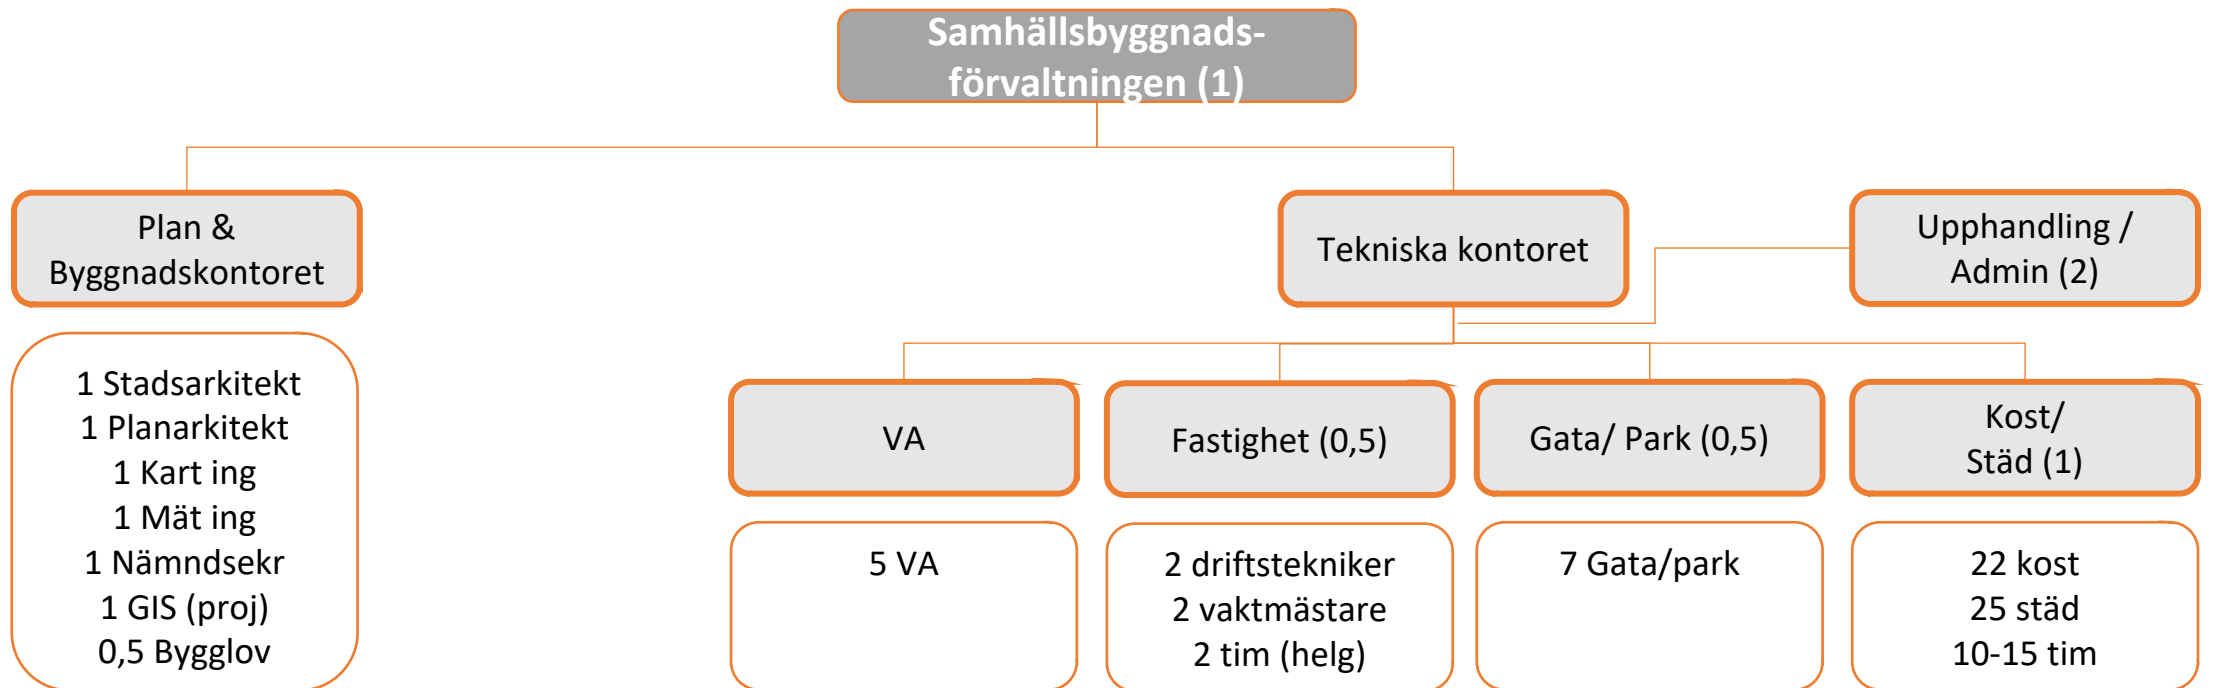 Samhällsbyggnads-
förvaltningen (1)
Plan &
Byggnadskontoret
Tekniska kontoret
Upphandling /
Admin (2)
1 Stadsarkitekt
1 Planarkitekt
1 Kart ing
1 Mät ing
1 Nämndsekr
1 GIS (proj)
0,5 Bygglov
VA
Fastighet (0,5)
Gata/ Park (0,5)
Kost/
Städ (1)
5 VA
2 driftstekniker
2 vaktmästare
2 tim (helg)
7 Gata/park
22 kost
25 städ
10-15 tim